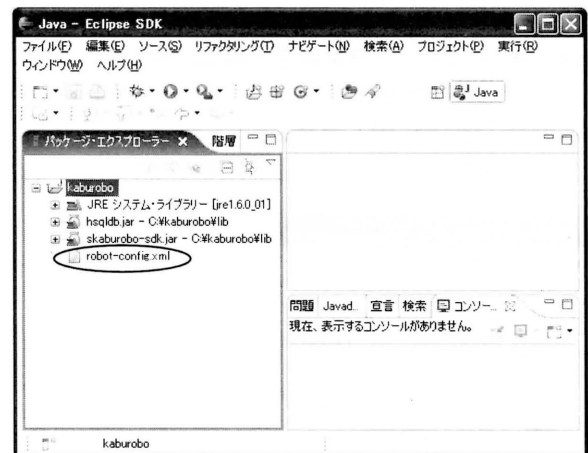 Java - Eclipse SDK
ファイル(F) 編集(E) ソース(S) リファクタリング(T) ナビゲート(N) 検索(A) プロジェクト(P) 実行(R)
ウィンドウ(W) ヘルプ(H)
Java
パッケージ・エクスプローラー 階層
kaburobo
JRE システム・ライブラリー [jre1.6.0_01]
hsqldb.jar - C:¥kaburobo¥lib
skaburobo-sdk.jar - C:¥kaburobo¥lib
robot-config.xml
問題 Javad... 宣言 検索 コンソー...
現在、表示するコンソールがありません。
kaburobo